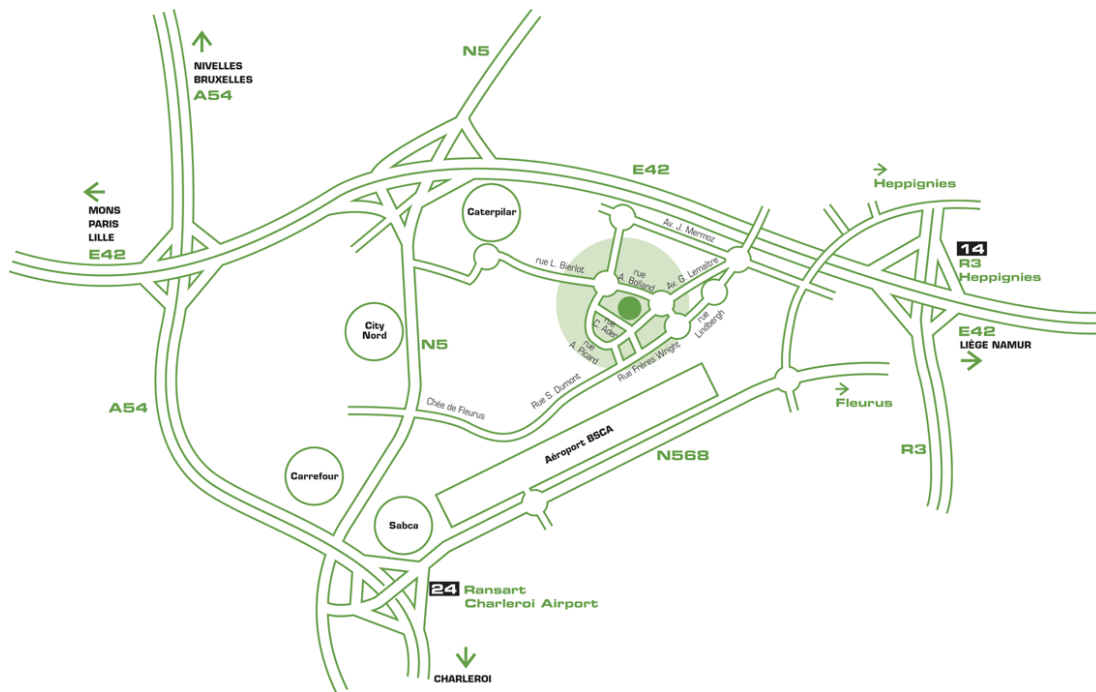 N5
NIVELLES
BRUXELLES
A54
E42
Heppignies
MONS
PARIS
LILLE
E42
Caterpilar
Av. J. Mermoz
14
R3
Heppignies
rue L. Bierlot
rue
A. Bolland
Av. G. Lemaître
E42
LIÈGE NAMUR
City
Nord
N5
rue
C. Ader
rue
Lindbergh
rue
A. Picard
Rue Frères Wright
Rue S. Dumont
Fleurus
A54
Chée de Fleurus
Aéroport BSCA
N568
R3
Carrefour
Sabca
24 Ransart
Charleroi Airport
CHARLEROI